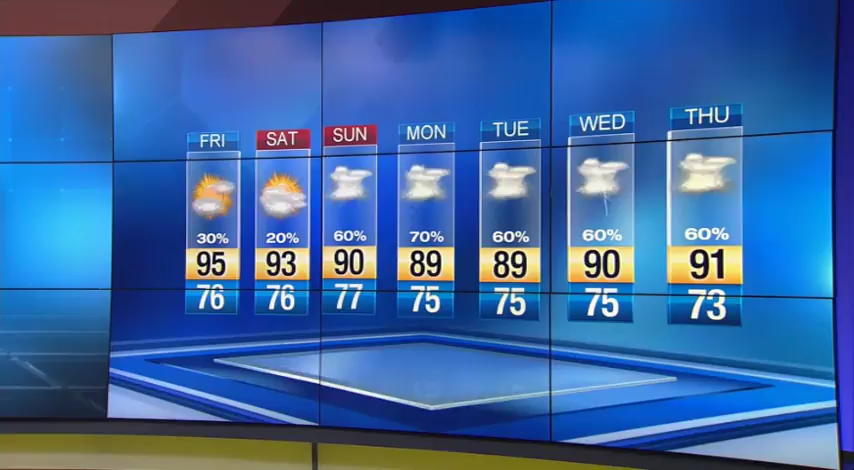 FRI SAT SUN MON TUE WED THU
30% 20% 60% 70% 60% 60% 60%
95 93 90 89 89 90 91
76 76 77 75 75 75 73